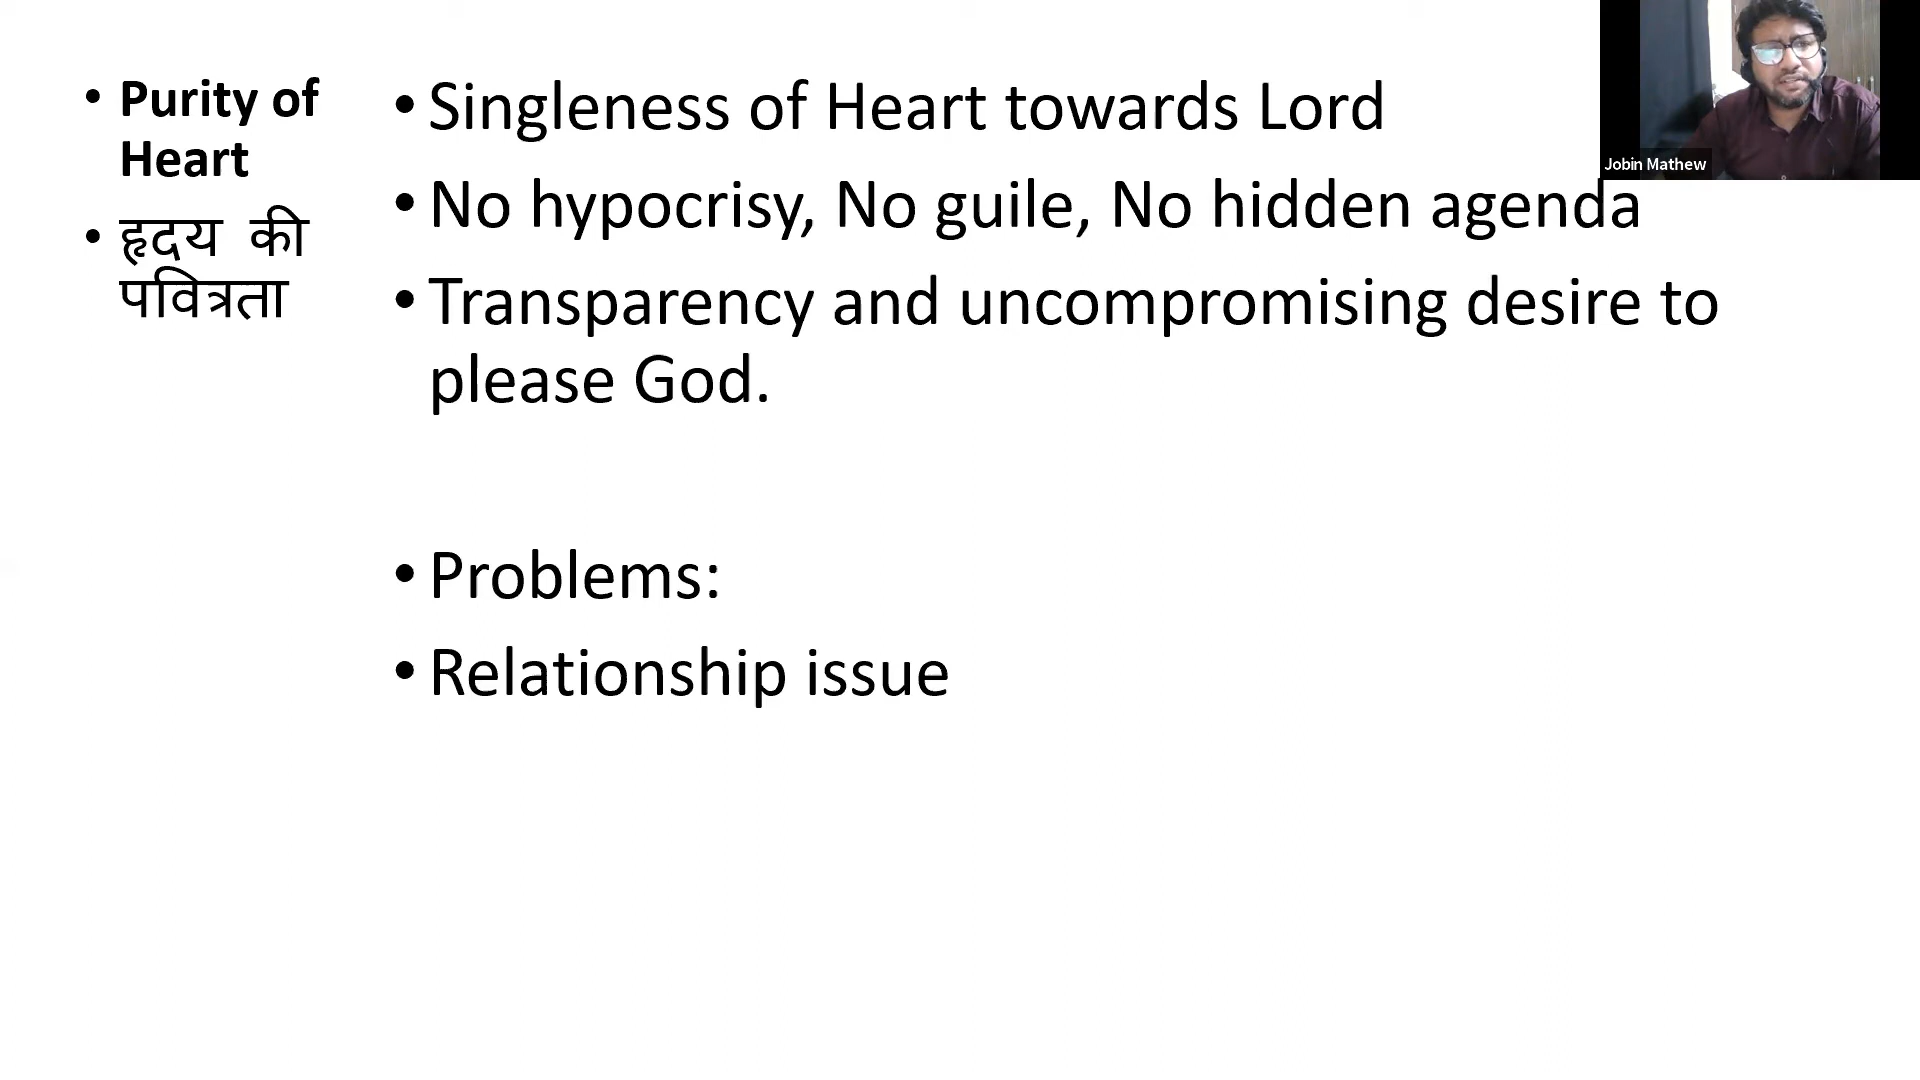 • Purity of
Heart
• हृदय की
पवित्रता
• Singleness of Heart towards Lord
• No hypocrisy, No guile, No hidden agenda
• Transparency and uncompromising desire to
please God.
• Problems:
• Relationship issue
Jobin Mathew